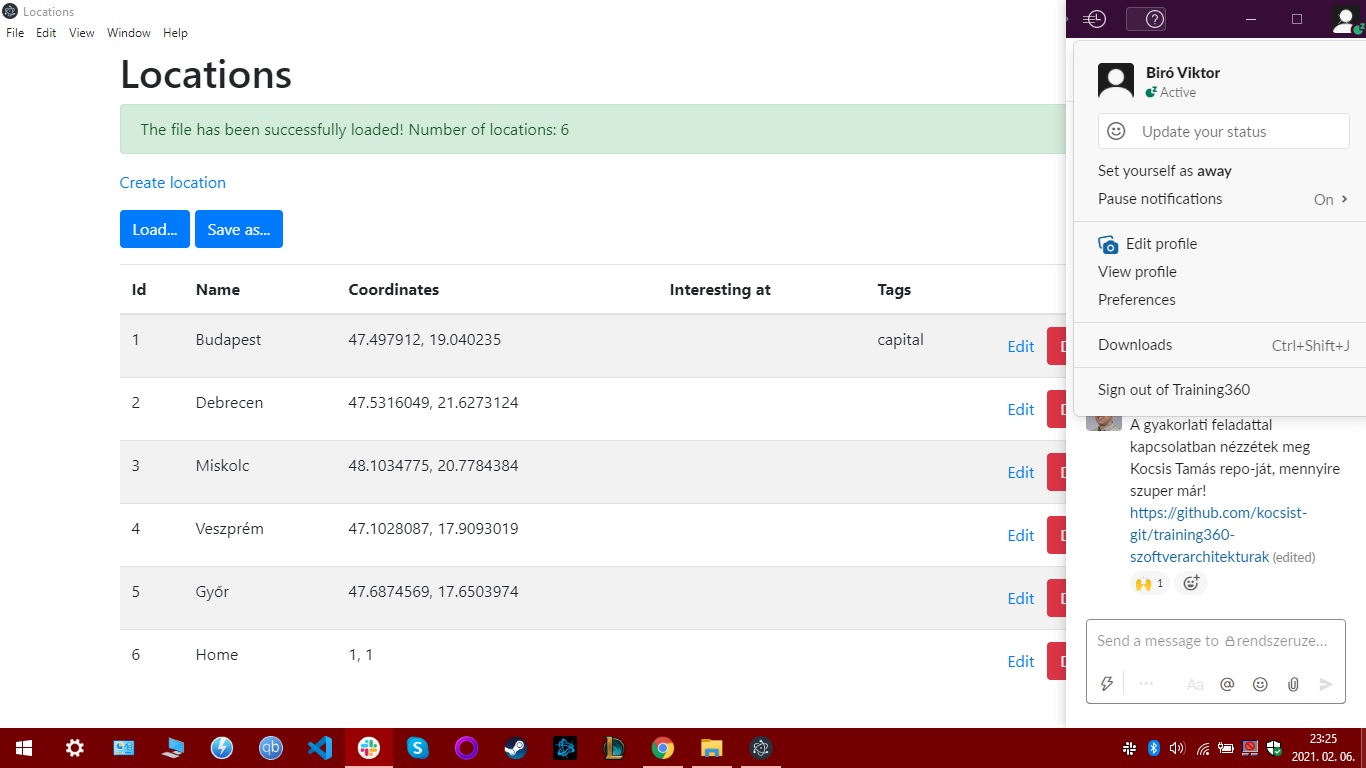 Locations
File Edit View Window Help
Locations
The file has been successfully loaded! Number of locations: 6
Create location
Load... Save as...
Id Name Coordinates Interesting at Tags
1 Budapest 47.497912, 19.040235 capital Edit D
2 Debrecen 47.5316049, 21.6273124 Edit D
3 Miskolc 48.1034775, 20.7784384 Edit D
4 Veszprém 47.1028087, 17.9093019 Edit D
5 Győr 47.6874569, 17.6503974 Edit D
6 Home 1, 1 Edit D
Biró Viktor
Active
Update your status
Set yourself as away
Pause notifications On
Edit profile
View profile
Preferences
Downloads Ctrl+Shift+J
Sign out of Training360
A gyakorlati feladattal
kapcsolatban nézzétek meg
Kocsis Tamás repo-ját, mennyire
szuper már!
https://github.com/kocsist-
git/training360-
szoftverarchitekturak (edited)
1
Send a message to rendszeruze...
Aa @
qb
23:25
2021. 02. 06.